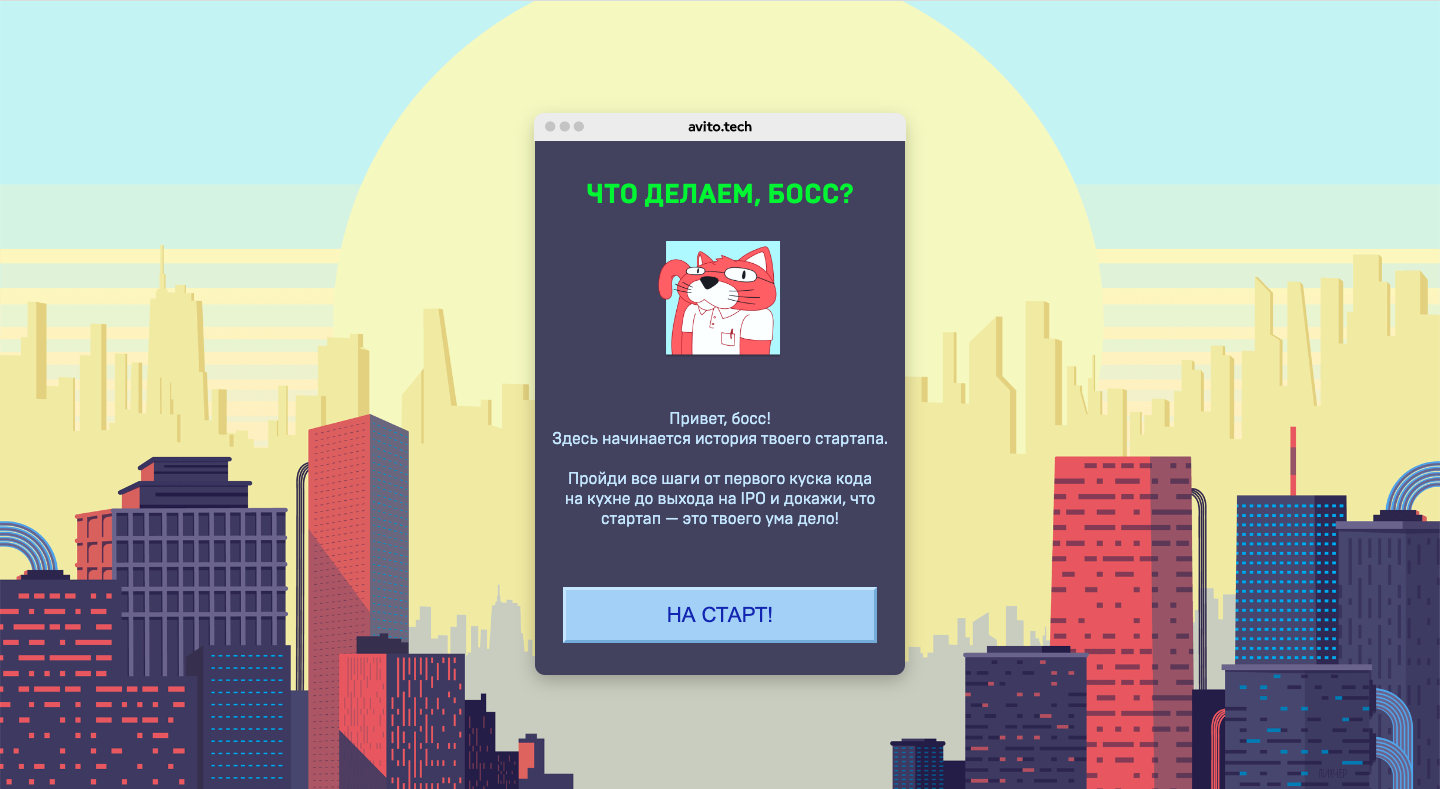 avito.tech
ЧТО ДЕЛАЕМ, БОСС?
Привет, босс!
Здесь начинается история твоего стартапа.
Пройди все шаги от первого куска кода
на кухне до выхода на IPO и докажи, что
стартап — это твоего ума дело!
НА СТАРТ!